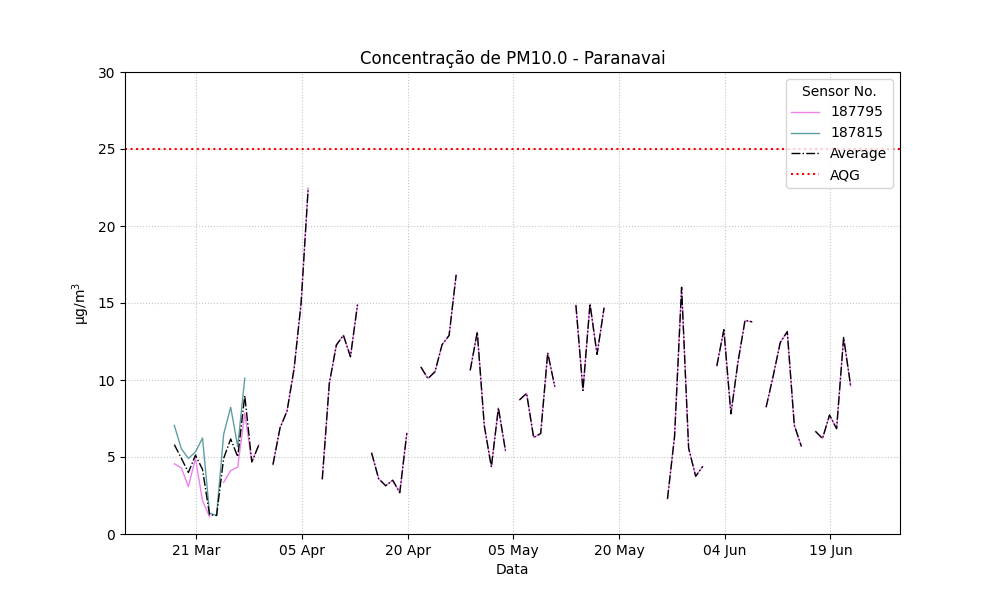 Concentração de PM10.0 - Paranavai
30
25
20
15
10
5
0
µg/m³
Sensor No.
187795
187815
Average
AQG
21 Mar
05 Apr
20 Apr
05 May
20 May
04 Jun
19 Jun
Data